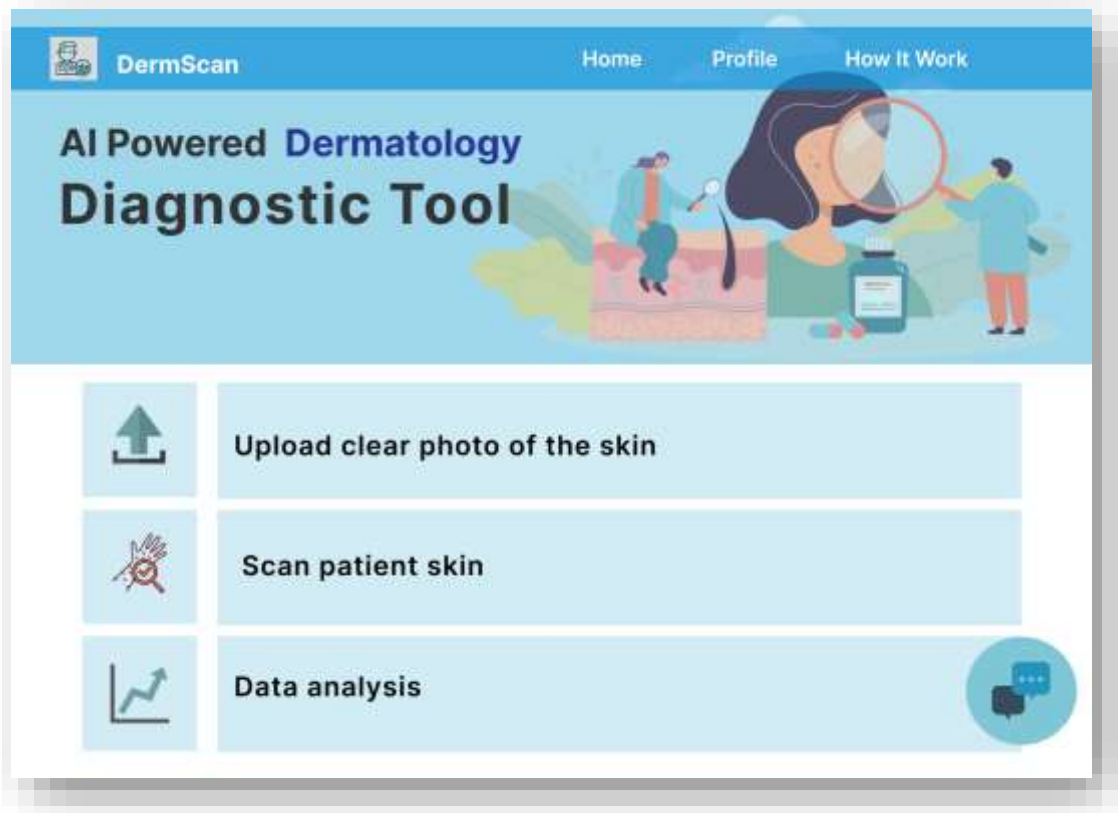 DermScan
Home
Profile
How It Work
AI Powered Dermatology
Diagnostic Tool
Upload clear photo of the skin
Scan patient skin
Data analysis